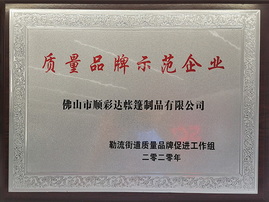 质量品牌示范企业
佛山市顺彩达帐篷制品有限公司
勒流街道质量品牌促进工作组
二〇二〇年